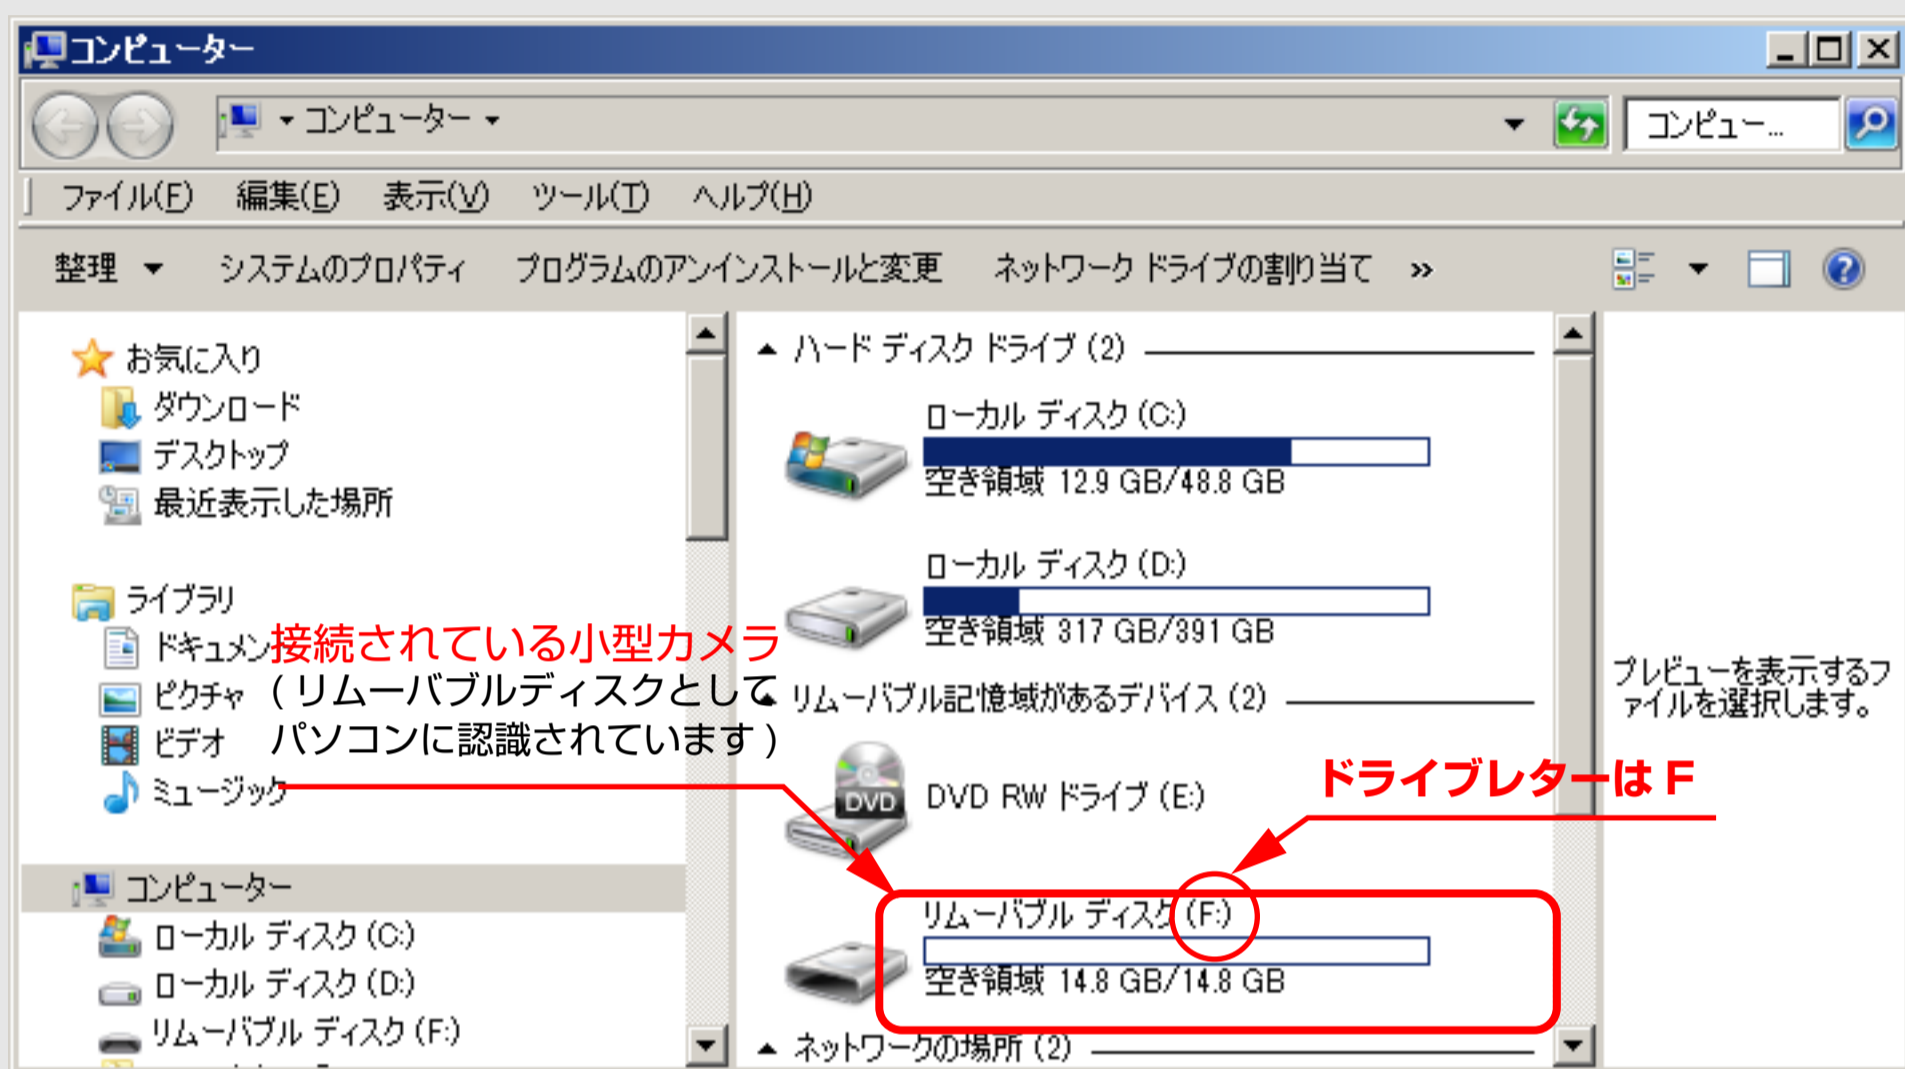 コンピューター
コンピューター
コンピュー...
ファイル(F) 編集(E) 表示(V) ツール(T) ヘルプ(H)
整理 システムのプロパティ プログラムのアンインストールと変更 ネットワーク ドライブの割り当て »
お気に入り
ダウンロード
デスクトップ
最近表示した場所
ライブラリ
ドキュメン
ピクチャ
ビデオ
ミュージック
接続されている小型カメラ
(リムーバブルディスクとして
パソコンに認識されています)
コンピューター
ローカル ディスク (C:)
ローカル ディスク (D:)
リムーバブル ディスク (F:)
ハード ディスク ドライブ (2)
ローカル ディスク (C:)
空き領域 12.9 GB/48.8 GB
ローカル ディスク (D:)
空き領域 317 GB/391 GB
リムーバブル記憶域があるデバイス (2)
DVD
DVD RW ドライブ (E:)
ドライブレターは F
リムーバブル ディスク (F:)
空き領域 14.8 GB/14.8 GB
ネットワークの場所 (2)
プレビューを表示するフ
ァイルを選択します。